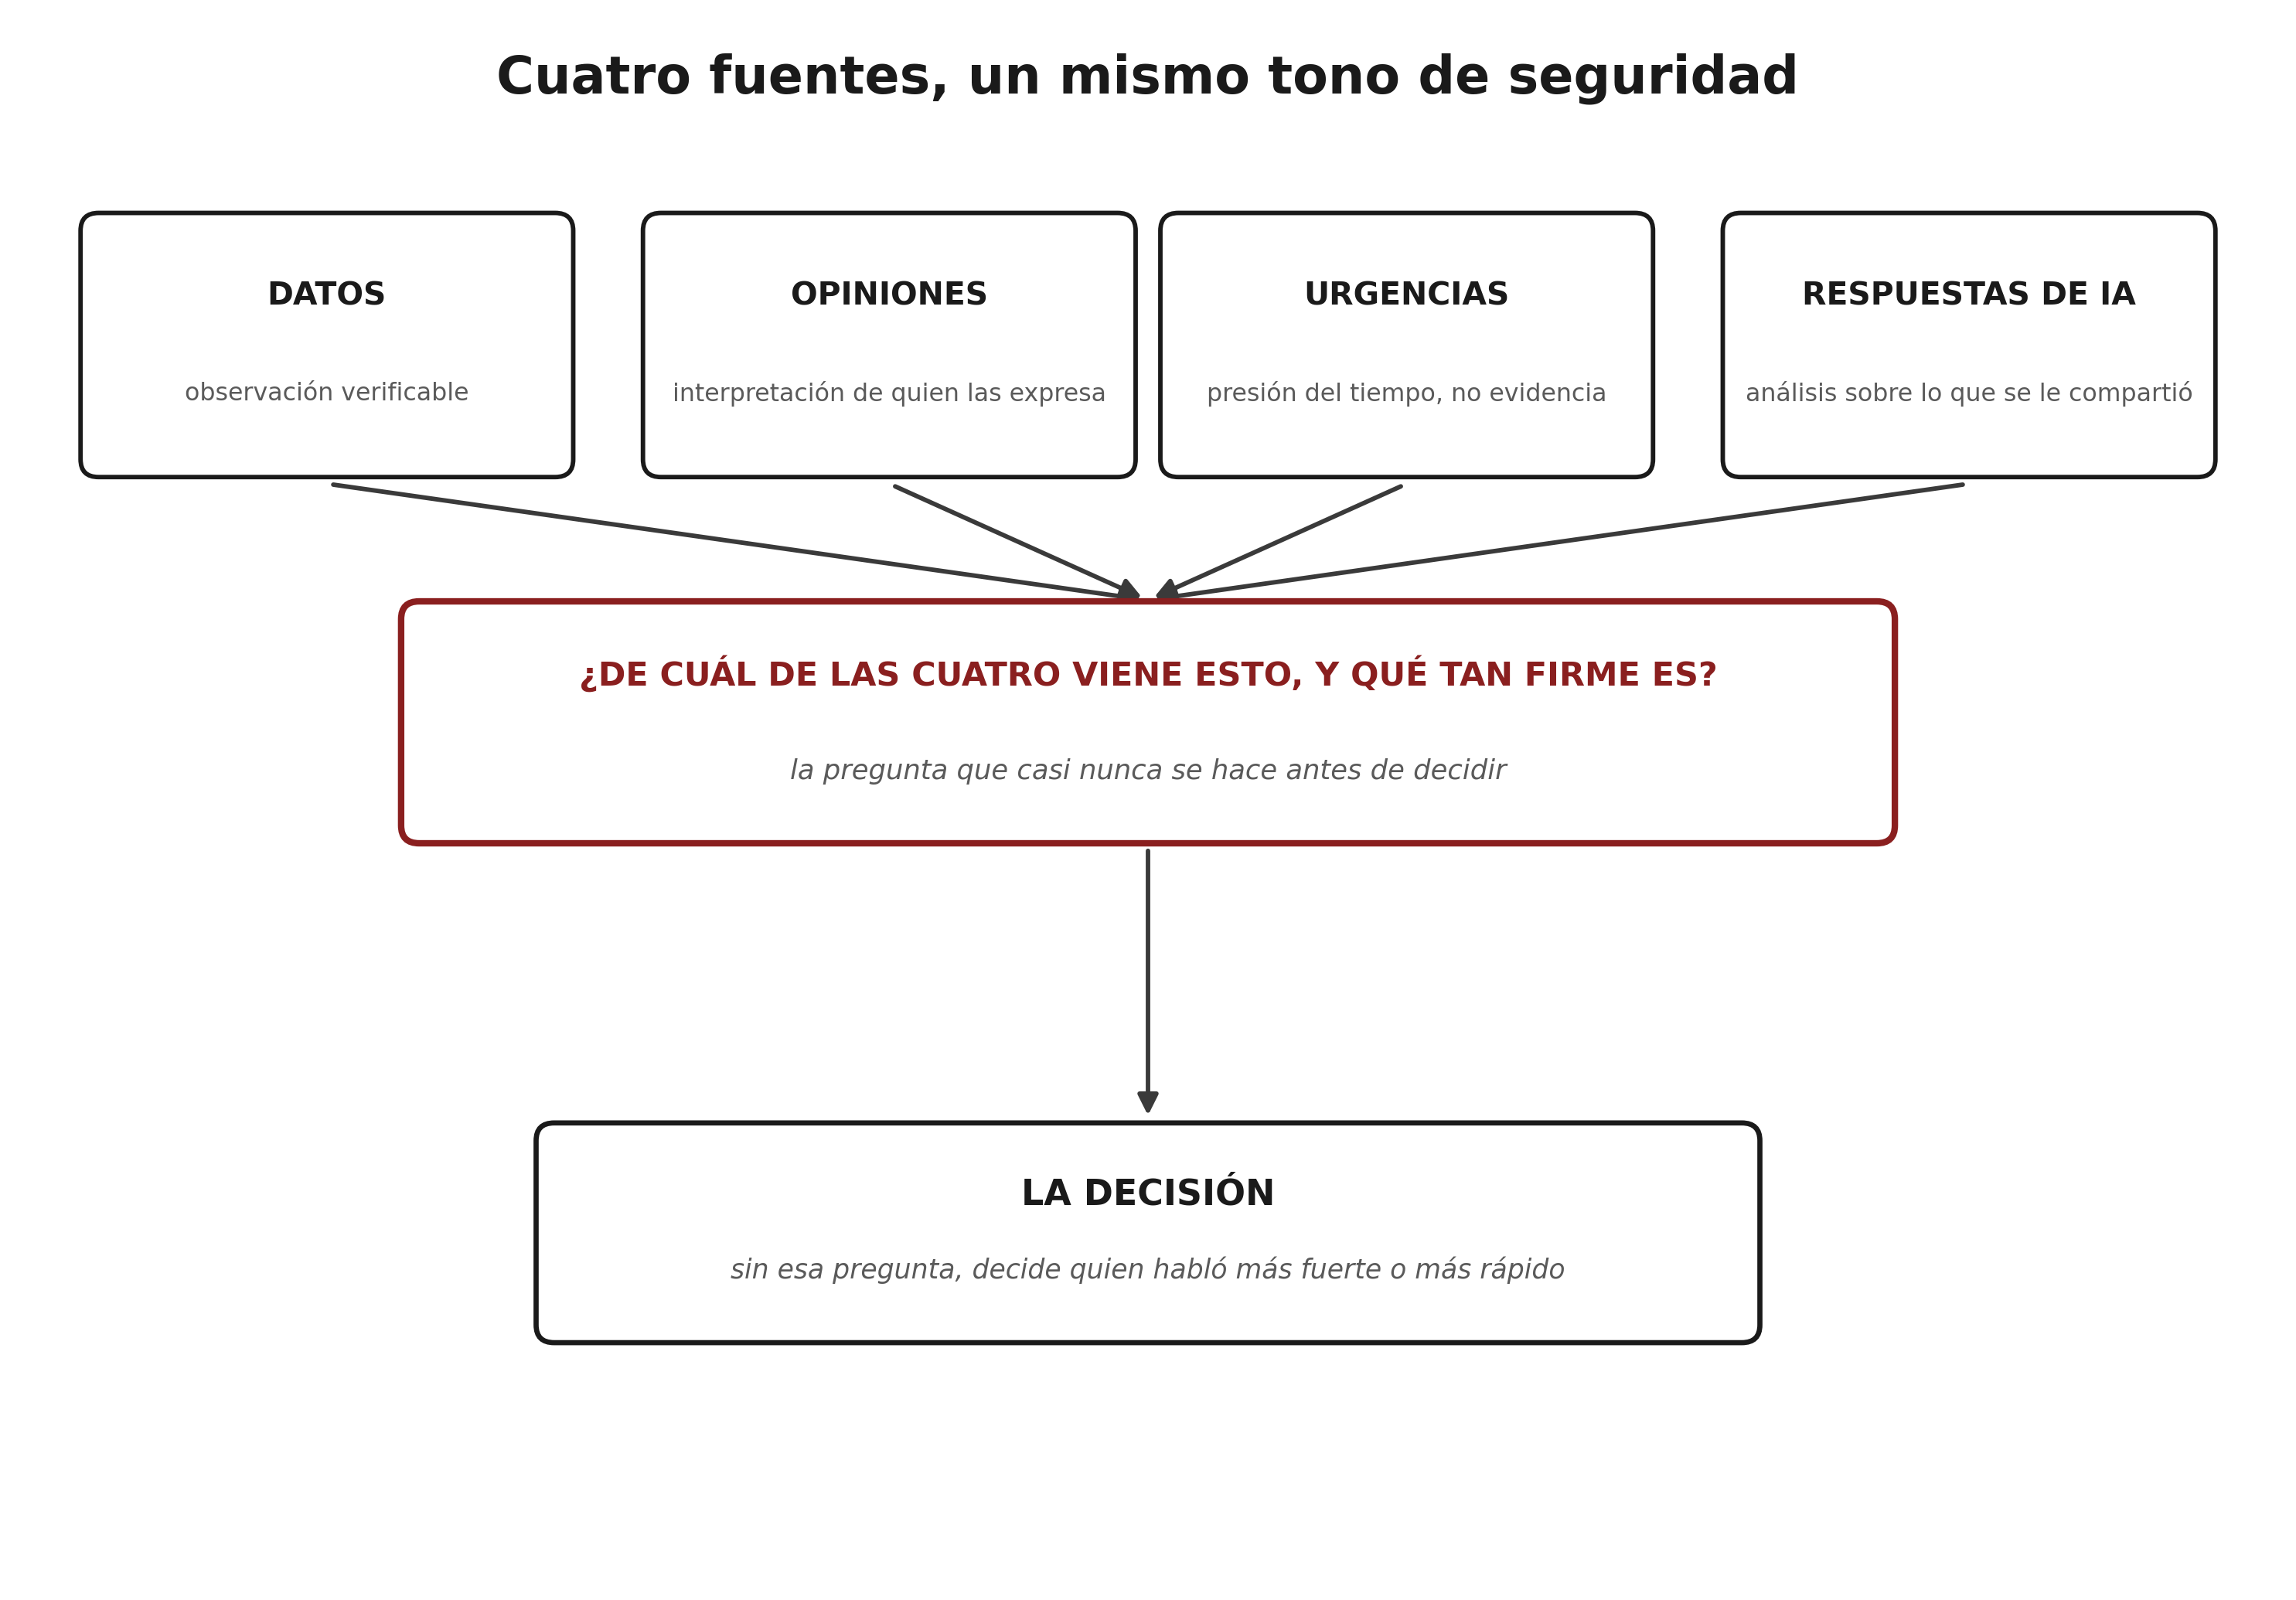 Cuatro fuentes, un mismo tono de seguridad
DATOS
observación verificable
OPINIONES
interpretación de quien las expresa
URGENCIAS
presión del tiempo, no evidencia
RESPUESTAS DE IA
análisis sobre lo que se le compartió
¿DE CUÁL DE LAS CUATRO VIENE ESTO, Y QUÉ TAN FIRME ES?
la pregunta que casi nunca se hace antes de decidir
LA DECISIÓN
sin esa pregunta, decide quien habló más fuerte o más rápido